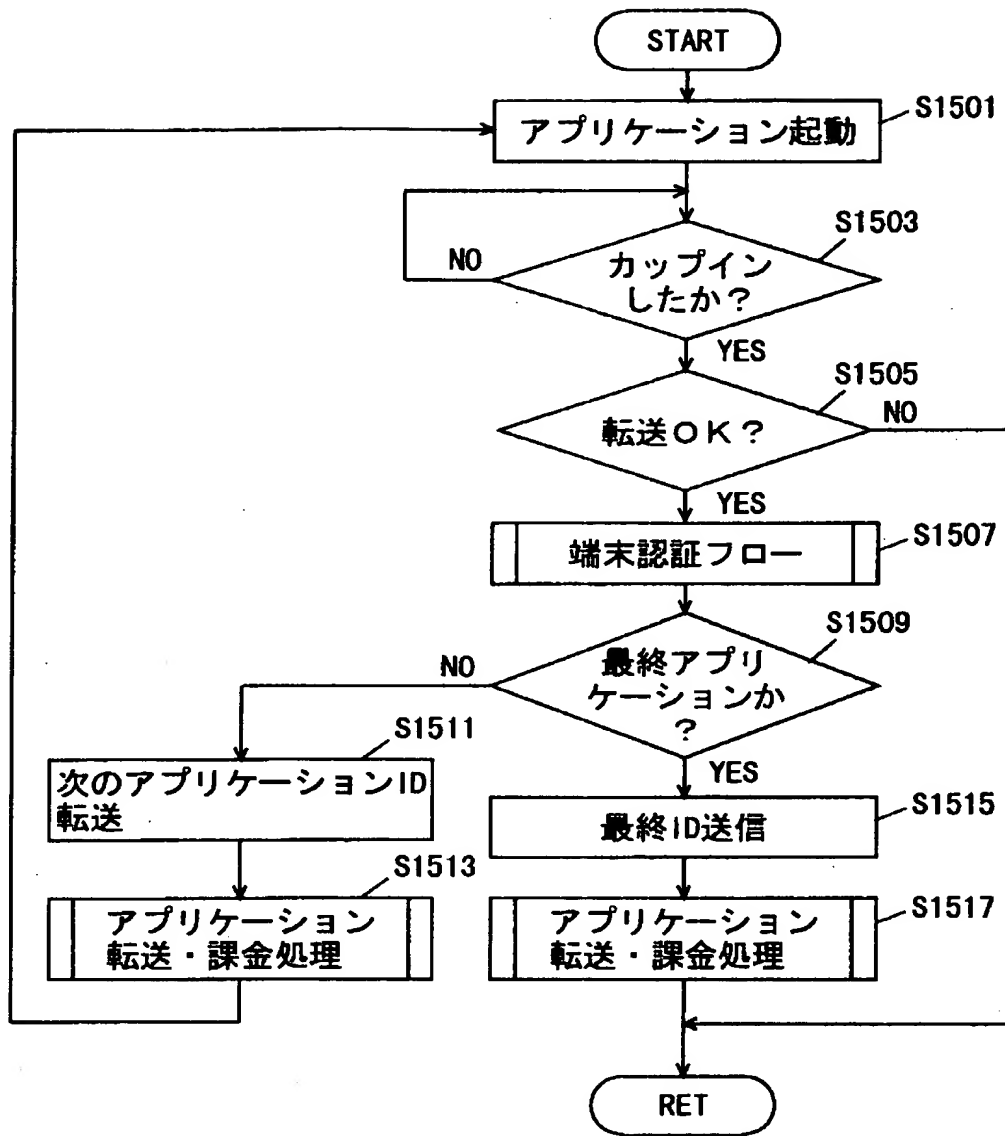 START
アプリケーション起動
S1501
カップイン
したか？
S1503
NO
YES
転送OK？
S1505
NO
YES
端末認証フロー
S1507
最終アプリ
ケーションか
？
S1509
NO
YES
次のアプリケーションID
転送
S1511
アプリケーション
転送・課金処理
S1513
最終ID送信
S1515
アプリケーション
転送・課金処理
S1517
RET